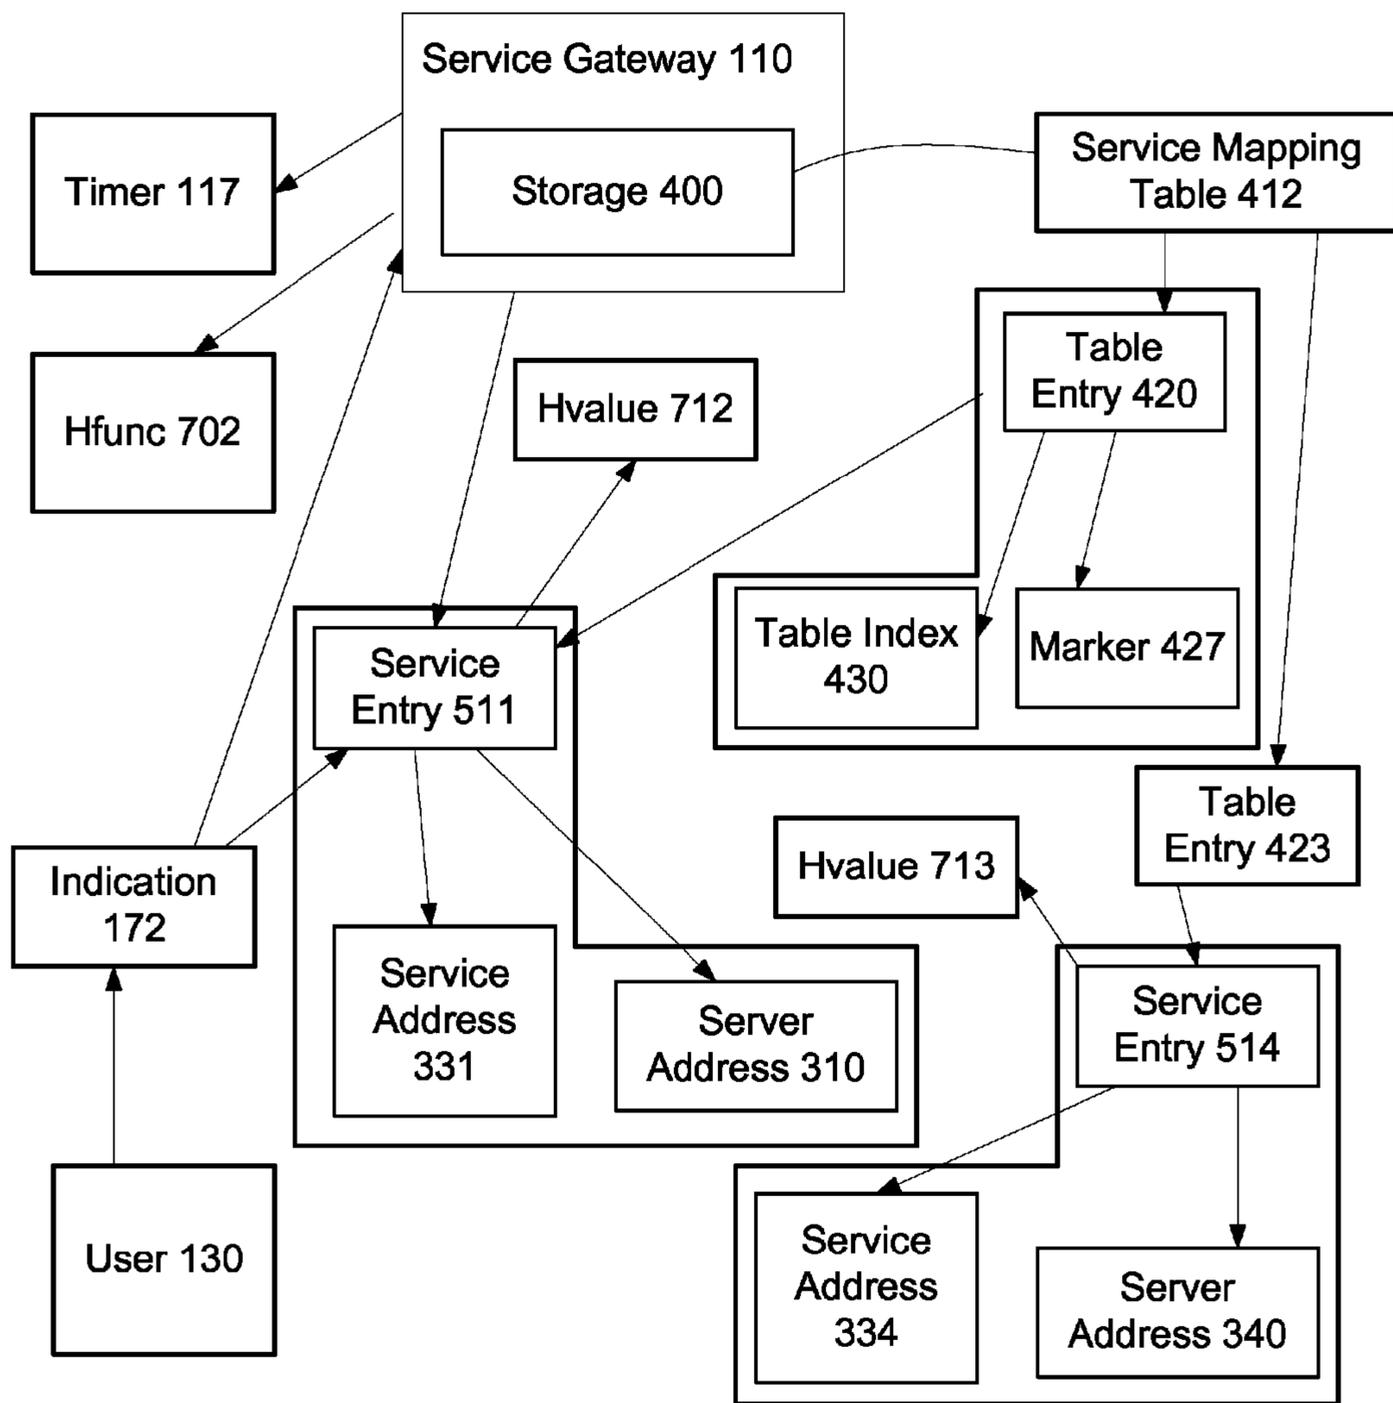 Service Gateway 110
Storage 400
Timer 117
Service Mapping
Table 412
Hfunc 702
Hvalue 712
Table
Entry 420
Table Index
430
Marker 427
Service
Entry 511
Table
Entry 423
Hvalue 713
Indication
172
Service
Address
331
Server
Address 310
Service
Entry 514
User 130
Service
Address
334
Server
Address 340